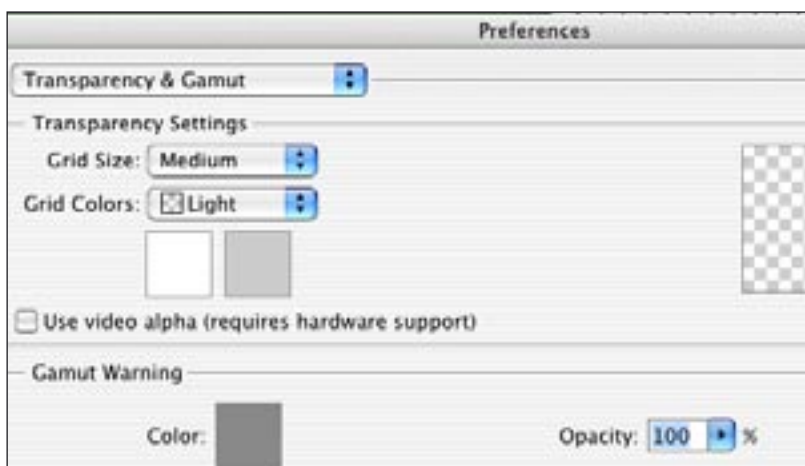 Preferences
Transparency & Gamut
Transparency Settings
Grid Size: Medium
Grid Colors: Light
Use video alpha (requires hardware support)
Gamut Warning
Color: Opacity: 100 %